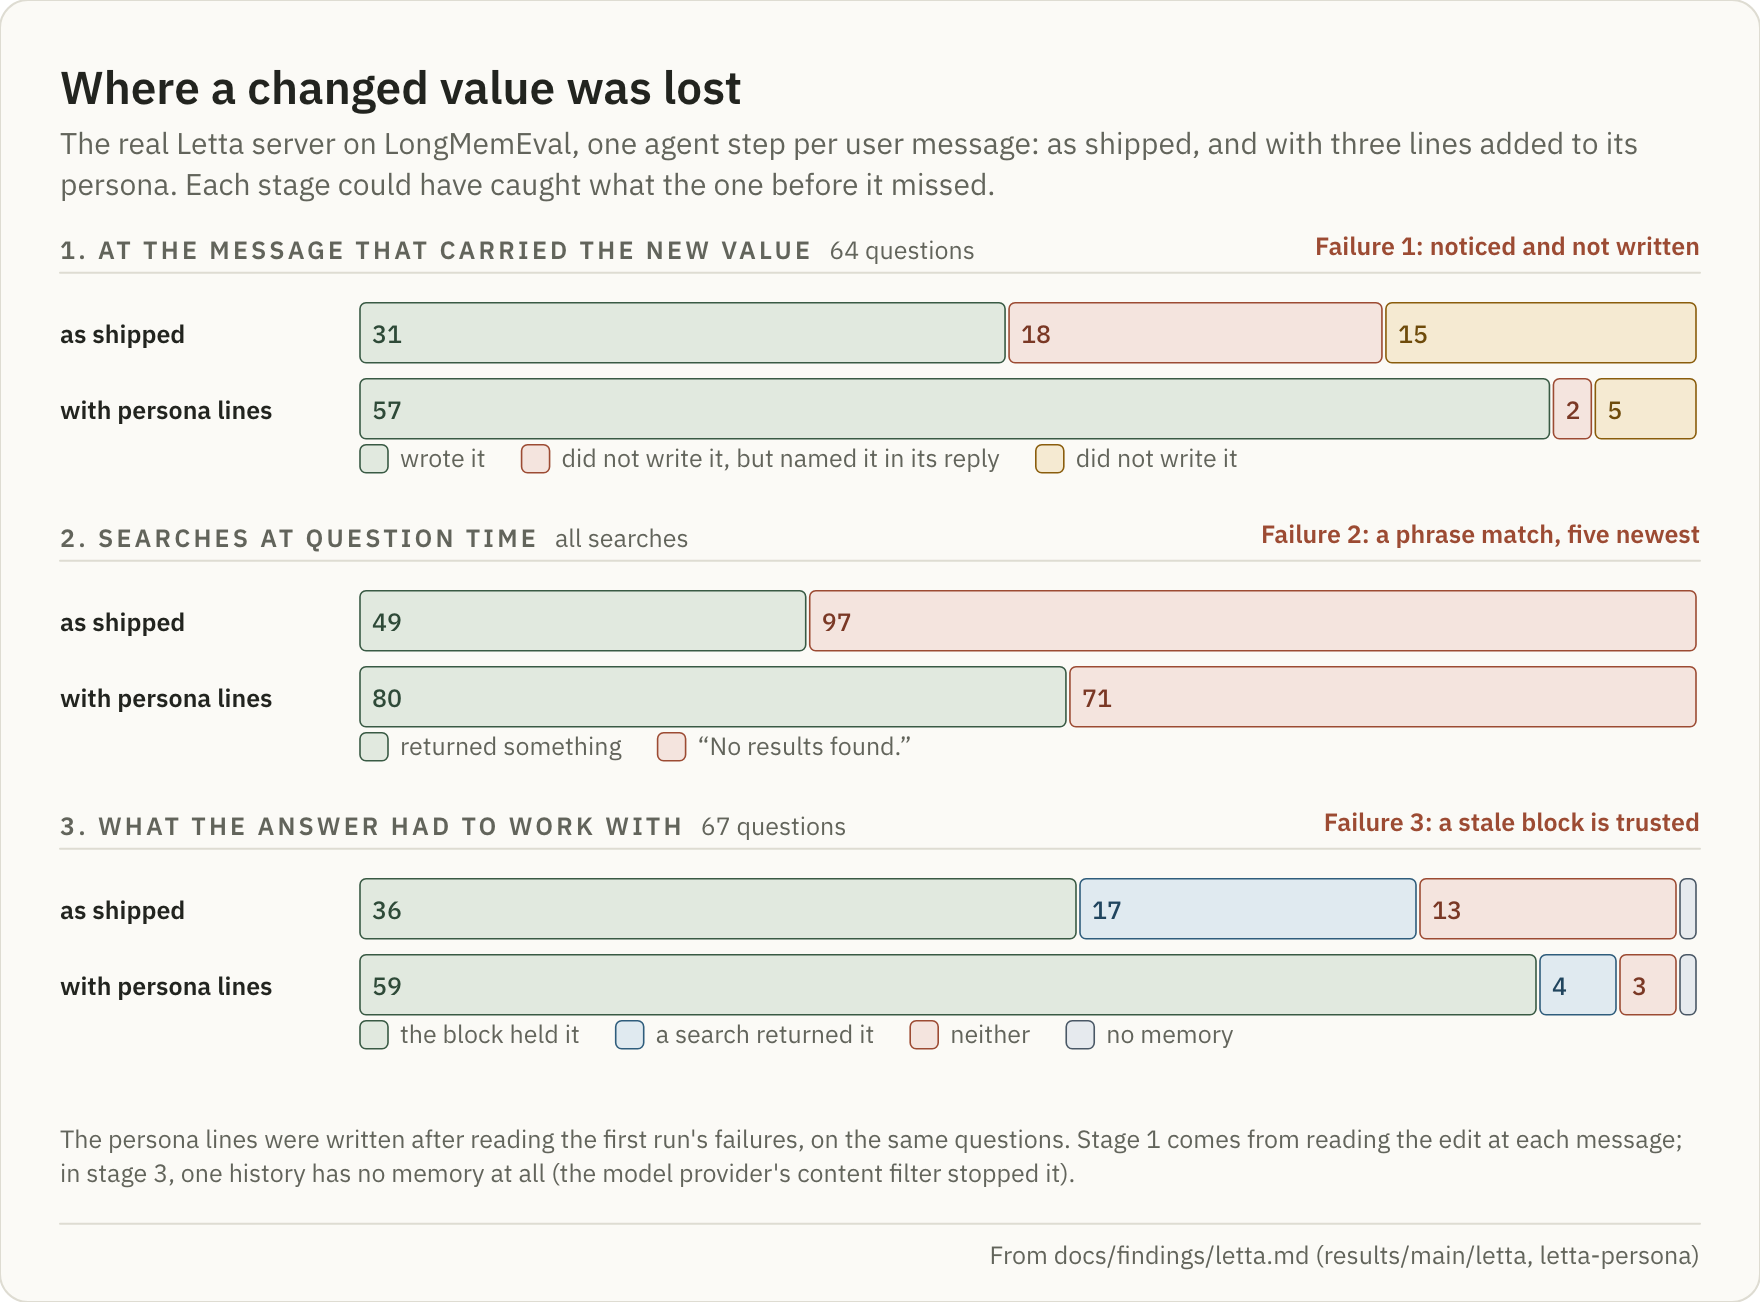 Where a changed value was lost
The real Letta server on LongMemEval, one agent step per user message: as shipped, and with three lines added to its
persona. Each stage could have caught what the one before it missed.
1. AT THE MESSAGE THAT CARRIED THE NEW VALUE 64 questions
Failure 1: noticed and not written
as shipped
31 18 15
with persona lines
57 2 5
wrote it did not write it, but named it in its reply did not write it
2. SEARCHES AT QUESTION TIME all searches
Failure 2: a phrase match, five newest
as shipped
49 97
with persona lines
80 71
returned something “No results found.”
3. WHAT THE ANSWER HAD TO WORK WITH 67 questions
Failure 3: a stale block is trusted
as shipped
36 17 13
with persona lines
59 4 3
the block held it a search returned it neither no memory
The persona lines were written after reading the first run's failures, on the same questions. Stage 1 comes from reading the edit at each message;
in stage 3, one history has no memory at all (the model provider's content filter stopped it).
From docs/findings/letta.md (results/main/letta, letta-persona)